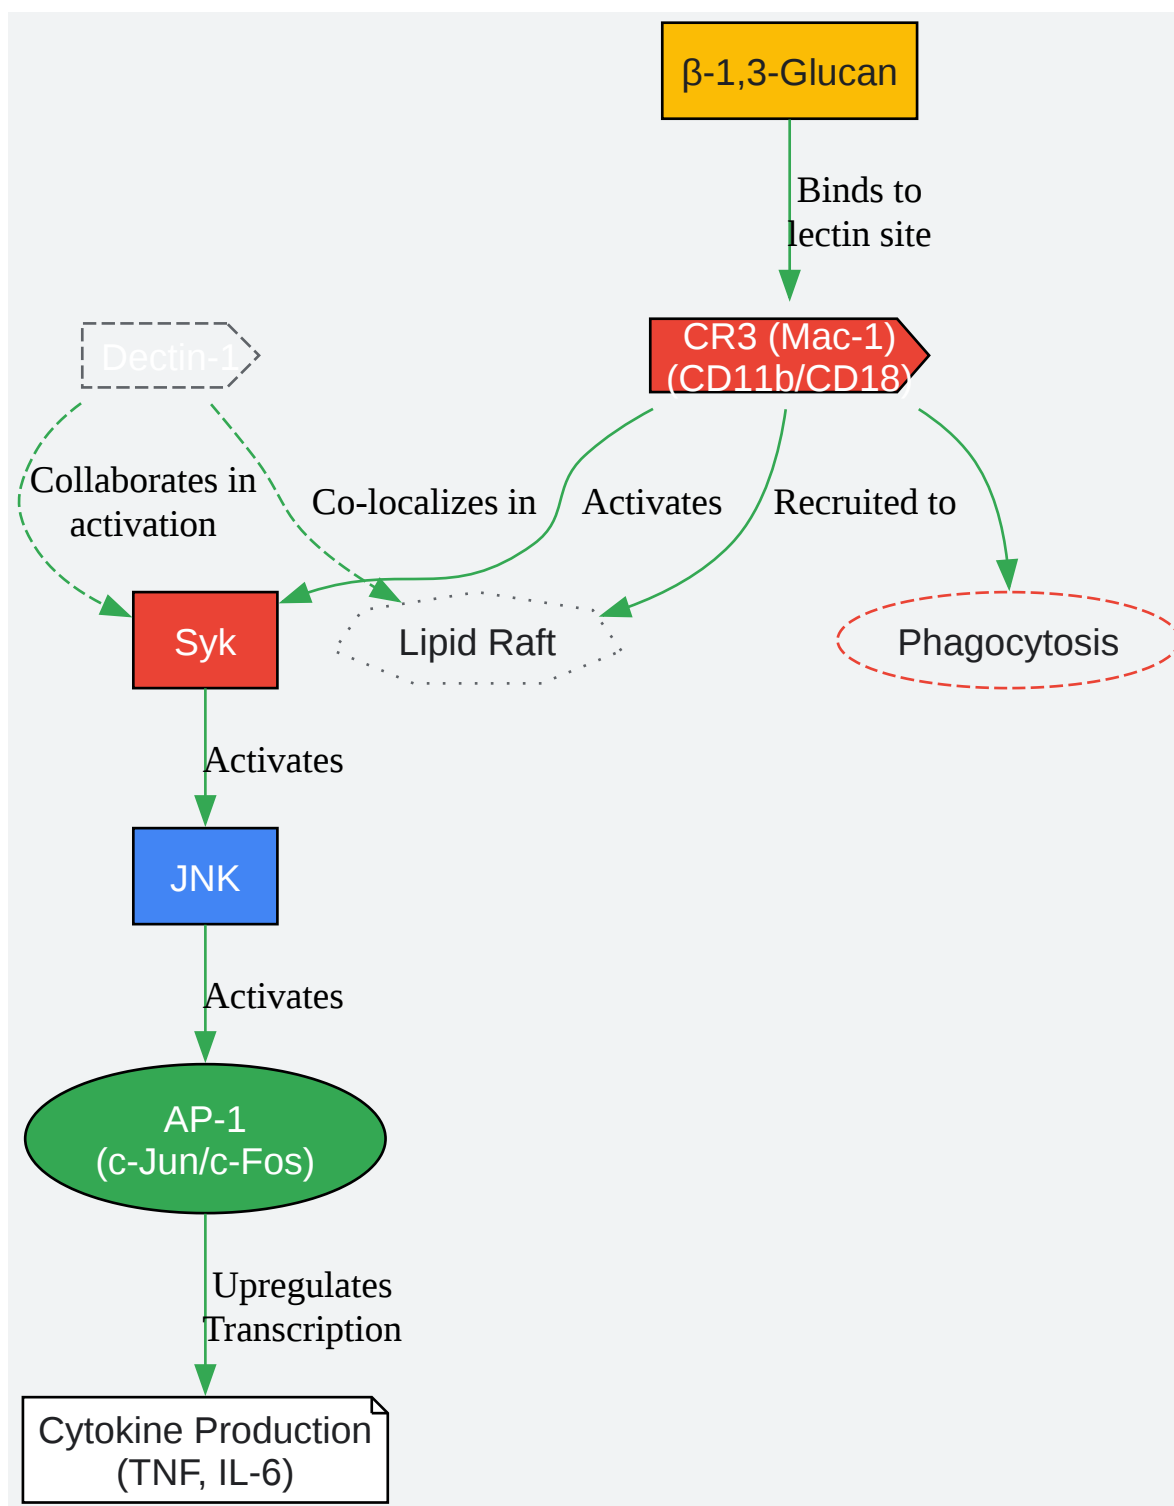 β-1,3-Glucan
Binds to
lectin site
Dectin-1
CR3 (Mac-1)
(CD11b/CD18)
Collaborates in
activation
Co-localizes in
Activates
Recruited to
Syk
Lipid Raft
Phagocytosis
Activates
JNK
Activates
AP-1
(c-Jun/c-Fos)
Upregulates
Transcription
Cytokine Production
(TNF, IL-6)